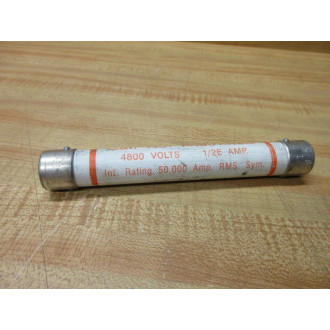 4800 VOLTS 1/2E AMP.
Int. Rating 50,000 Amp. RMS Sym.